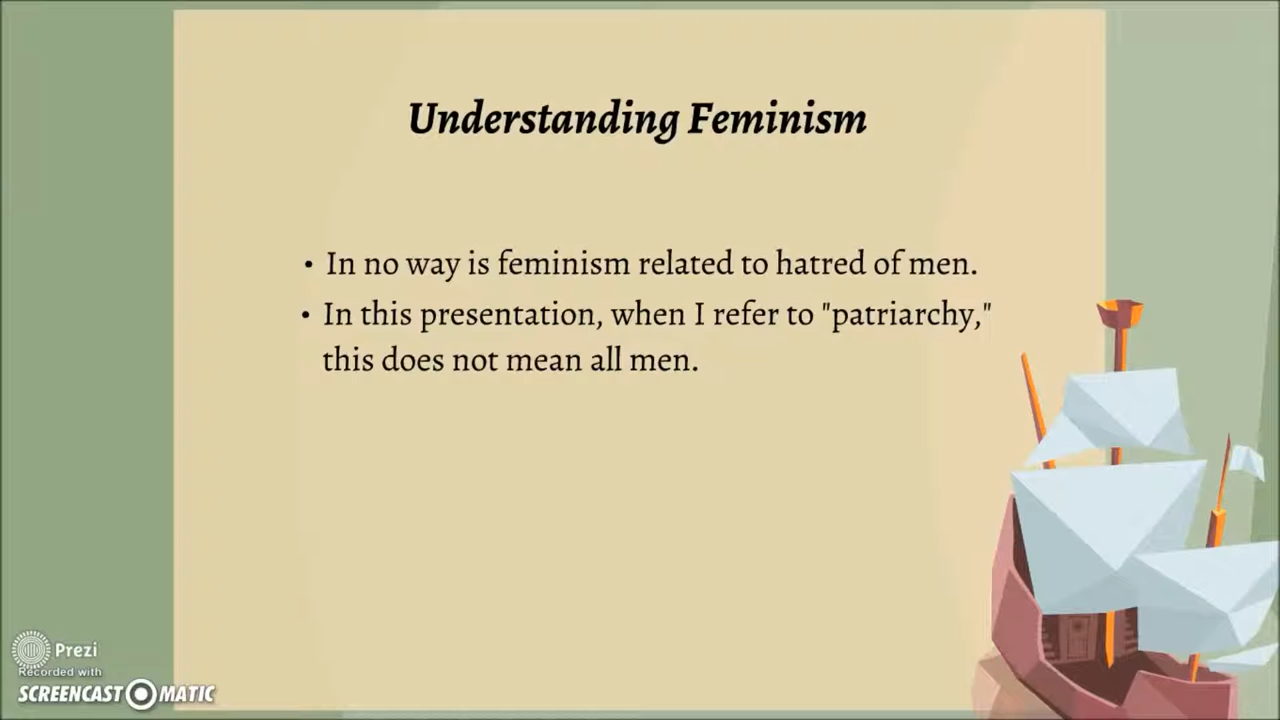 Understanding Feminism
• In no way is feminism related to hatred of men.
• In this presentation, when I refer to "patriarchy,"
this does not mean all men.
Prezi
Recorded with
SCREENCAST O MATIC